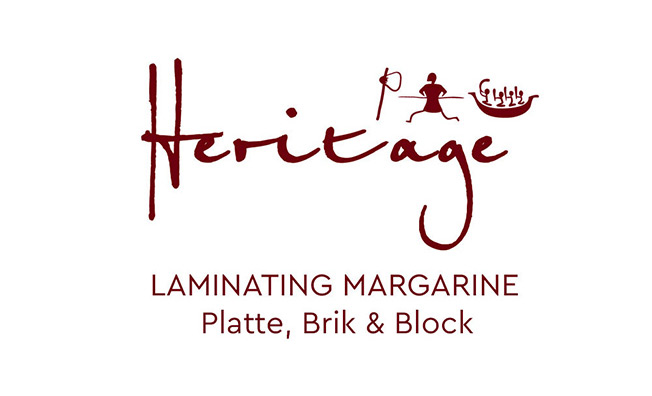 Heritage
LAMINATING MARGARINE
Platte, Brik & Block